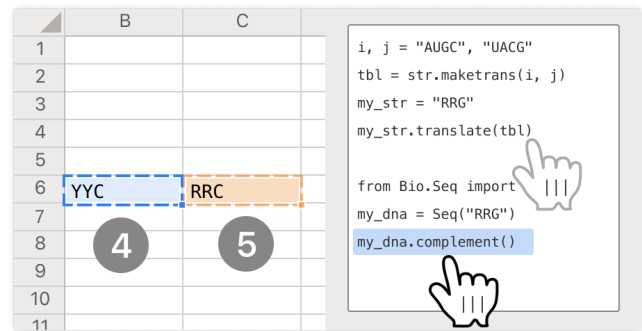 B C
1
2
3
4
5
6 YYC RRC
7
8
9
10
11
4 5
i, j = "AUGC", "UACG"
tbl = str.maketrans(i, j)
my_str = "RRG"
my_str.translate(tbl)
from Bio.Seq import
my_dna = Seq("RRG")
my_dna.complement()